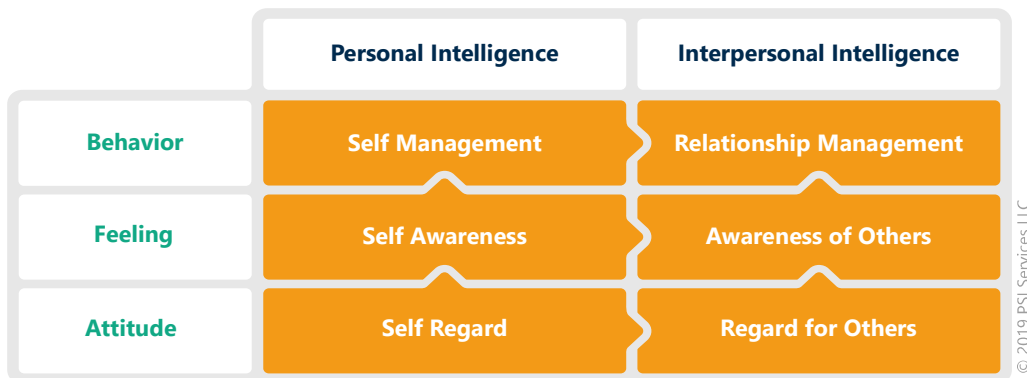 Personal Intelligence
Interpersonal Intelligence
Behavior
Self Management
Relationship Management
Feeling
Self Awareness
Awareness of Others
Attitude
Self Regard
Regard for Others
© 2019 PSI Services LLC